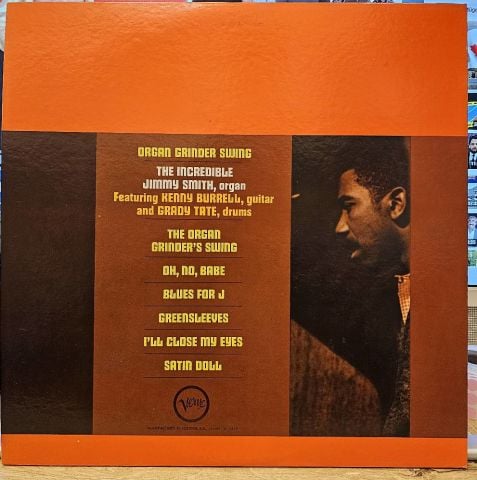 ORGAN GRINDER SWING
THE INCREDIBLE
JIMMY SMITH, organ
Featuring KENNY BURRELL, guitar
and GRADY TATE, drums
THE ORGAN
GRINDER'S SWING
OH, NO, BABE
BLUES FOR J
GREENSLEEVES
I'LL CLOSE MY EYES
SATIN DOLL
Verve